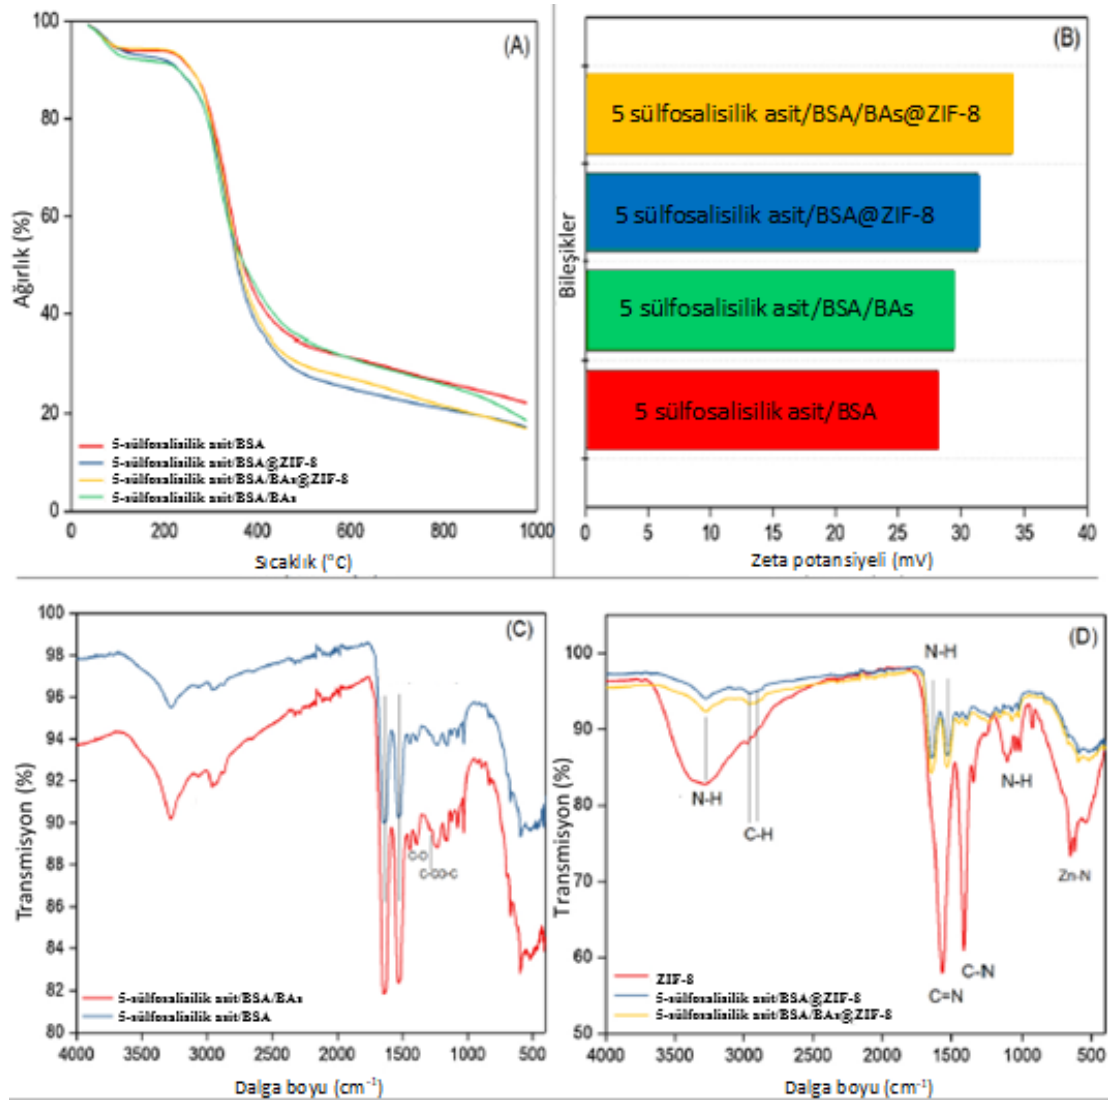 (A)
Ağırlık (%)
100
80
60
40
20
0
5-sülfosalisilik asit/BSA
5-sülfosalisilik asit/BSA@ZIF-8
5-sülfosalisilik asit/BSA/BAs@ZIF-8
5-sülfosalisilik asit/BSA/BAs
0 200 400 600 800 1000
Sıcaklık (°C)
(B)
Bileşikler
5 sülfosalisilik asit/BSA/BAs@ZIF-8
5 sülfosalisilik asit/BSA@ZIF-8
5 sülfosalisilik asit/BSA/BAs
5 sülfosalisilik asit/BSA
0 5 10 15 20 25 30 35 40
Zeta potansiyeli (mV)
(C)
Transmisyon (%)
100
98
96
94
92
90
88
86
84
82
80
C-O
C-CO-C
5-sülfosalisilik asit/BSA/BAs
5-sülfosalisilik asit/BSA
4000 3500 3000 2500 2000 1500 1000 500
Dalga boyu (cm⁻¹)
(D)
Transmisyon (%)
100
90
80
70
60
50
N-H
N-H
C-H
N-H
Zn-N
C-N
C=N
ZIF-8
5-sülfosalisilik asit/BSA@ZIF-8
5-sülfosalisilik asit/BSA/BAs@ZIF-8
4000 3500 3000 2500 2000 1500 1000 500
Dalga boyu (cm⁻¹)